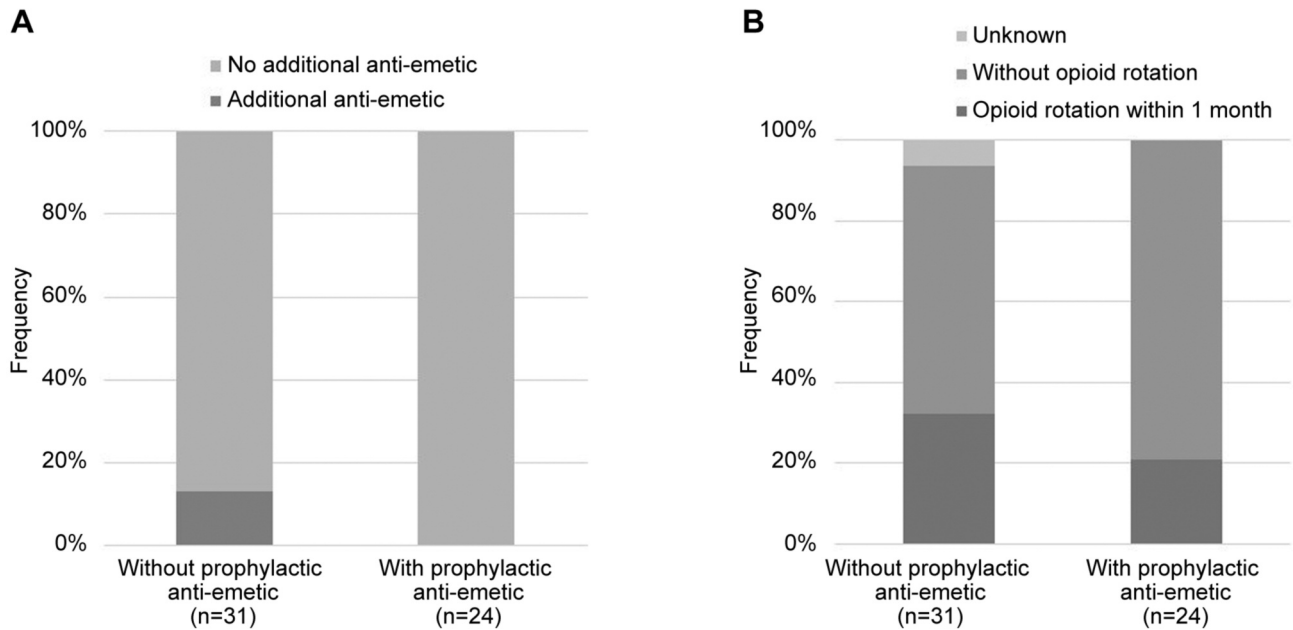 A
No additional anti-emetic
Additional anti-emetic
100%
80%
60%
40%
20%
0%
Frequency
Without prophylactic
anti-emetic
(n=31)
With prophylactic
anti-emetic
(n=24)
B
Unknown
Without opioid rotation
Opioid rotation within 1 month
100%
80%
60%
40%
20%
0%
Frequency
Without prophylactic
anti-emetic
(n=31)
With prophylactic
anti-emetic
(n=24)